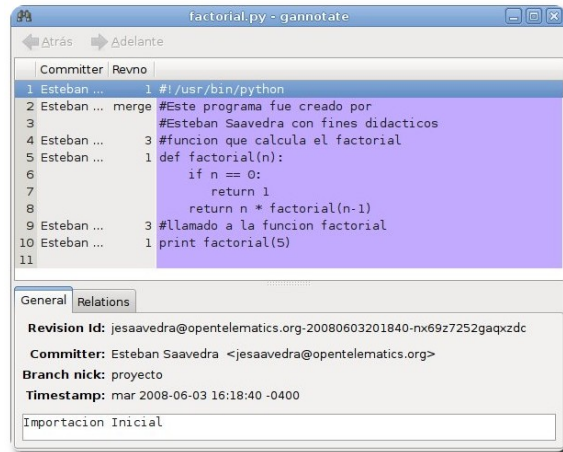 factorial.py - gannotate
Atrás Adelante
Committer Revno
1 Esteban ... 1 #!/usr/bin/python
2 Esteban ... merge #Este programa fue creado por
3 #Esteban Saavedra con fines didacticos
4 Esteban ... 3 #funcion que calcula el factorial
5 Esteban ... 1 def factorial(n):
6 if n == 0:
7 return 1
8 return n * factorial(n-1)
9 Esteban ... 3 #llamado a la funcion factorial
10 Esteban ... 1 print factorial(5)
11
General Relations
Revision Id: jesaavedra@opentelematics.org-20080603201840-nx69z7252gaqxzdc
Committer: Esteban Saavedra <jesaavedra@opentelematics.org>
Branch nick: proyecto
Timestamp: mar 2008-06-03 16:18:40 -0400
Importacion Inicial